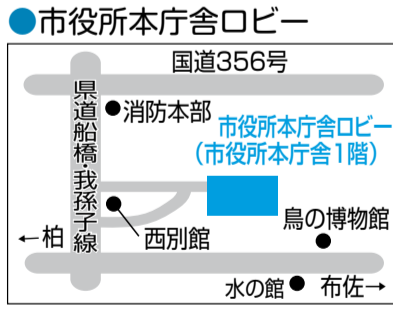 ●市役所本庁舎ロビー
国道356号
県道船橋・我孫子線
●消防本部
市役所本庁舎ロビー
（市役所本庁舎1階）
西別館
鳥の博物館
←柏
水の館●
布佐→